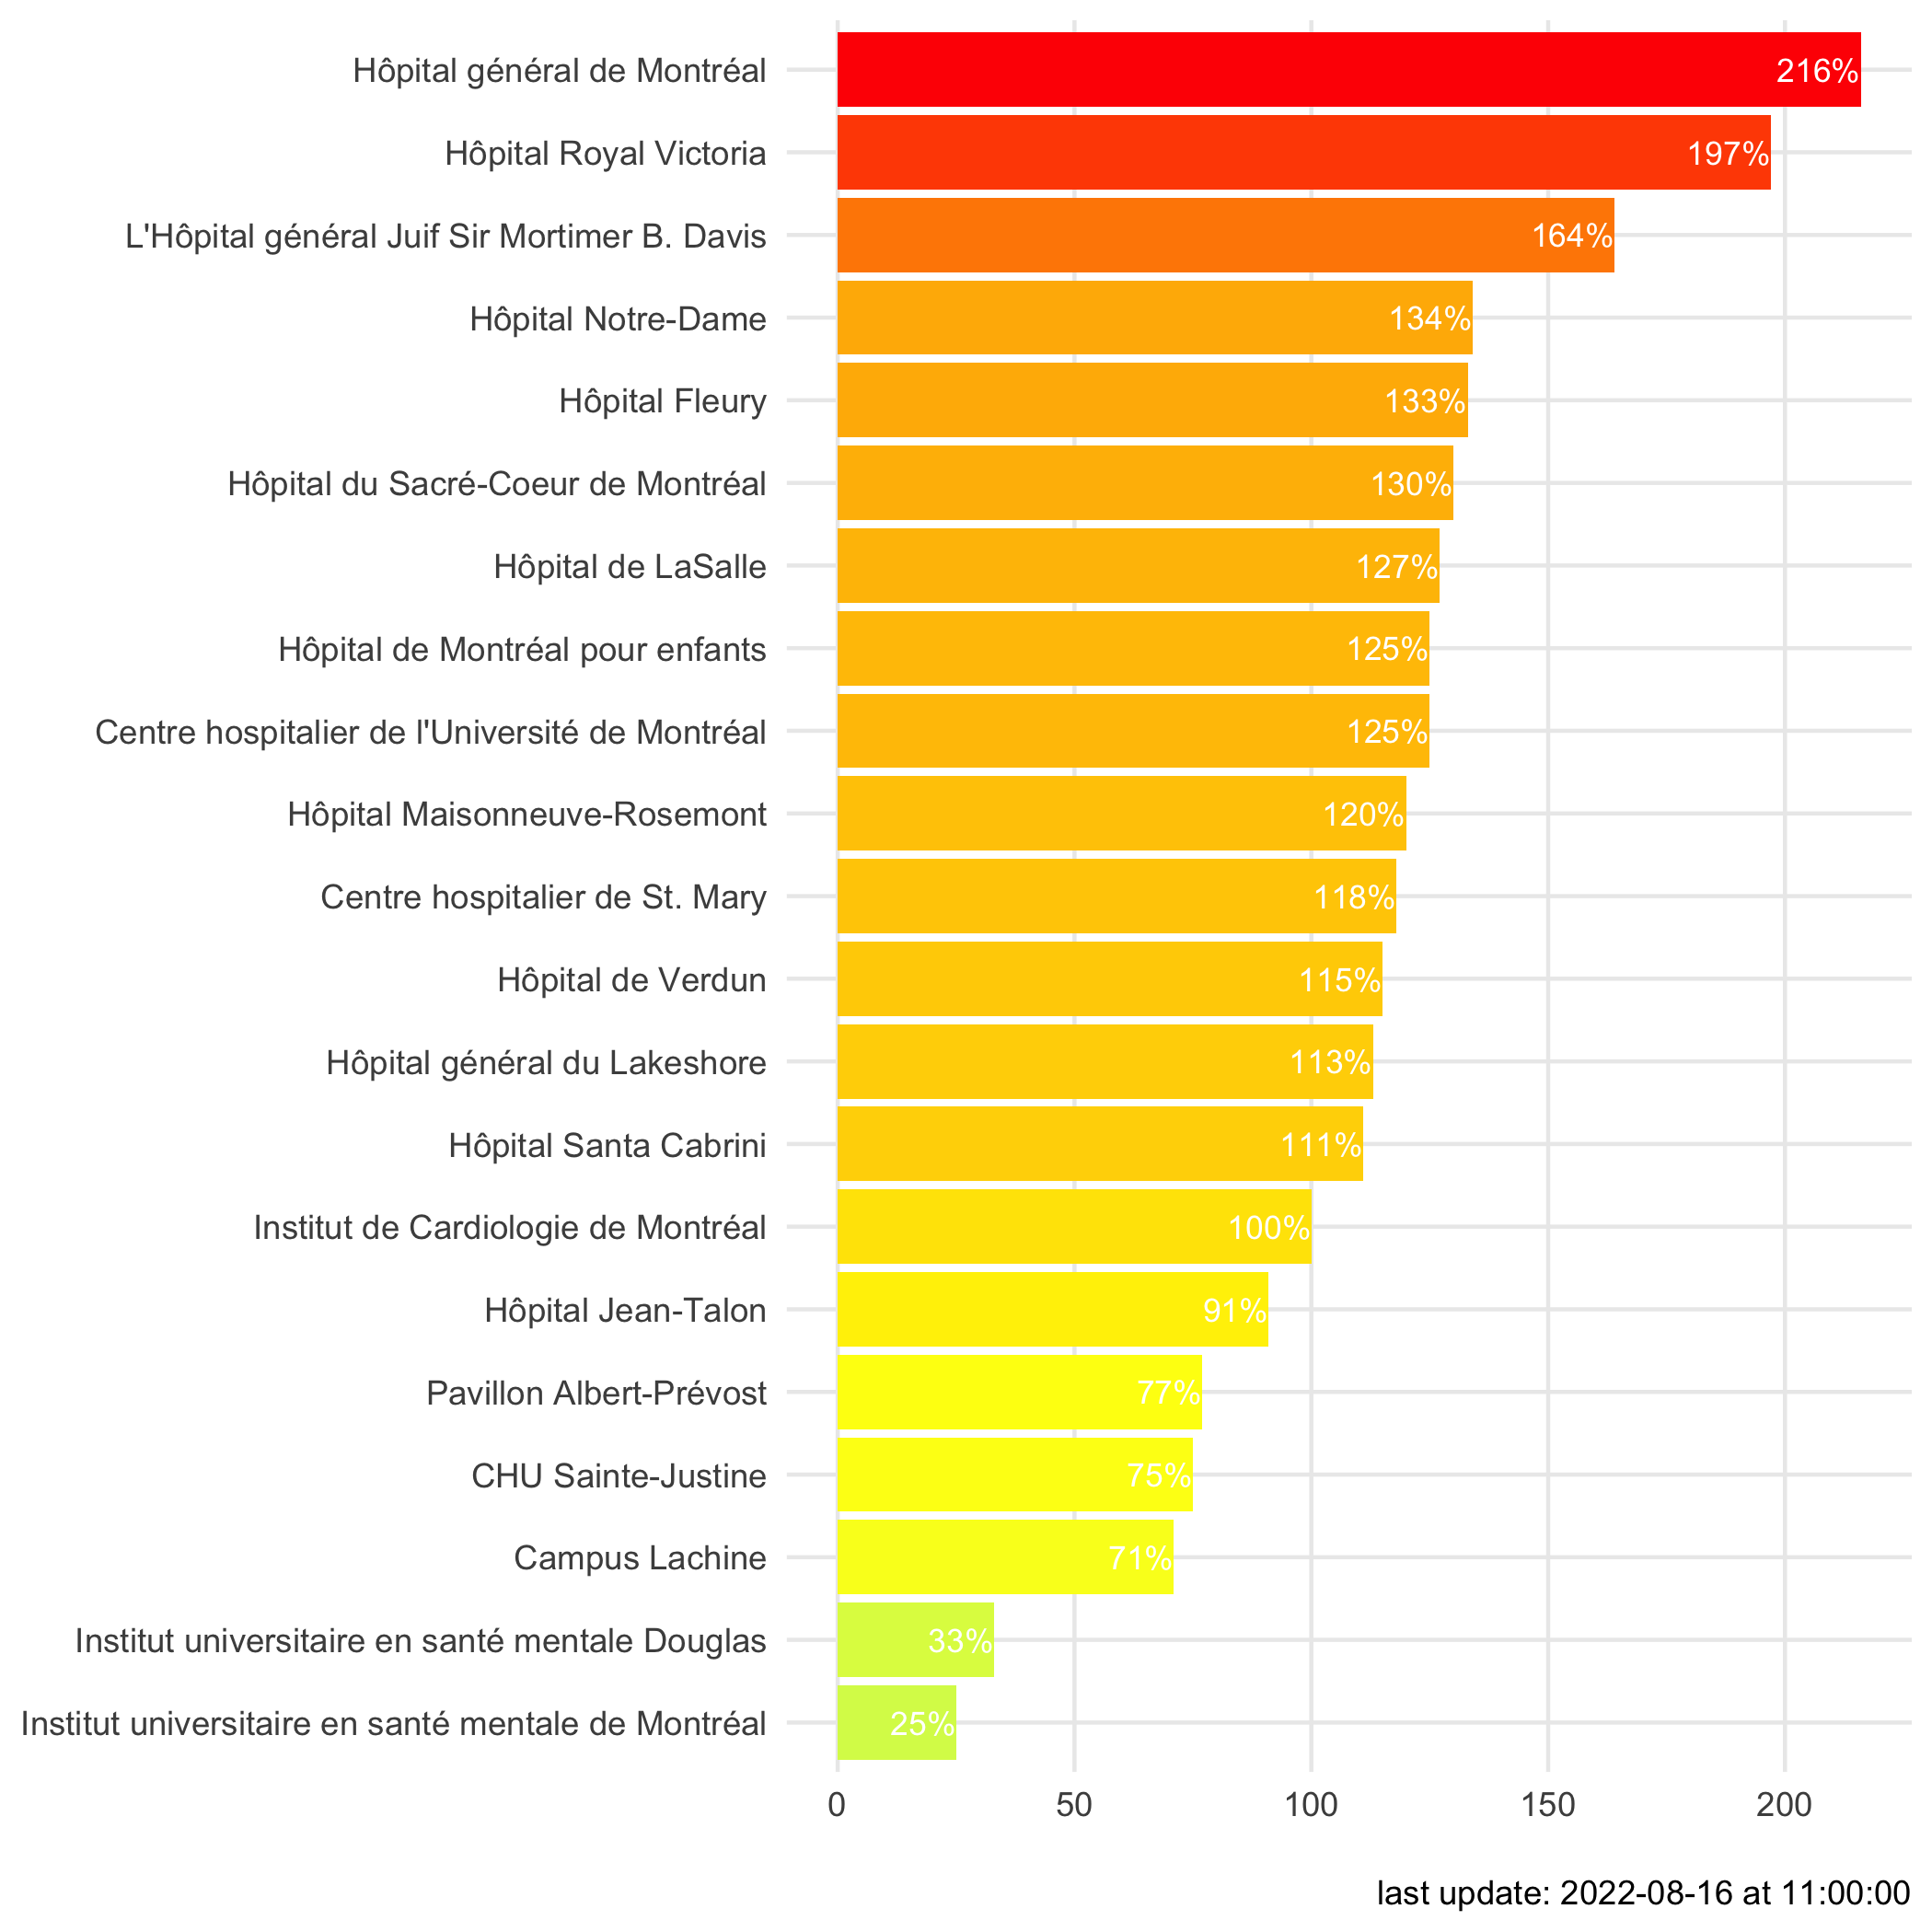 Hôpital général de Montréal 216%
Hôpital Royal Victoria 197%
L'Hôpital général Juif Sir Mortimer B. Davis 164%
Hôpital Notre-Dame 134%
Hôpital Fleury 133%
Hôpital du Sacré-Coeur de Montréal 130%
Hôpital de LaSalle 127%
Hôpital de Montréal pour enfants 125%
Centre hospitalier de l'Université de Montréal 125%
Hôpital Maisonneuve-Rosemont 120%
Centre hospitalier de St. Mary 118%
Hôpital de Verdun 115%
Hôpital général du Lakeshore 113%
Hôpital Santa Cabrini 111%
Institut de Cardiologie de Montréal 100%
Hôpital Jean-Talon 91%
Pavillon Albert-Prévost 77%
CHU Sainte-Justine 75%
Campus Lachine 71%
Institut universitaire en santé mentale Douglas 33%
Institut universitaire en santé mentale de Montréal 25%
0 50 100 150 200
last update: 2022-08-16 at 11:00:00